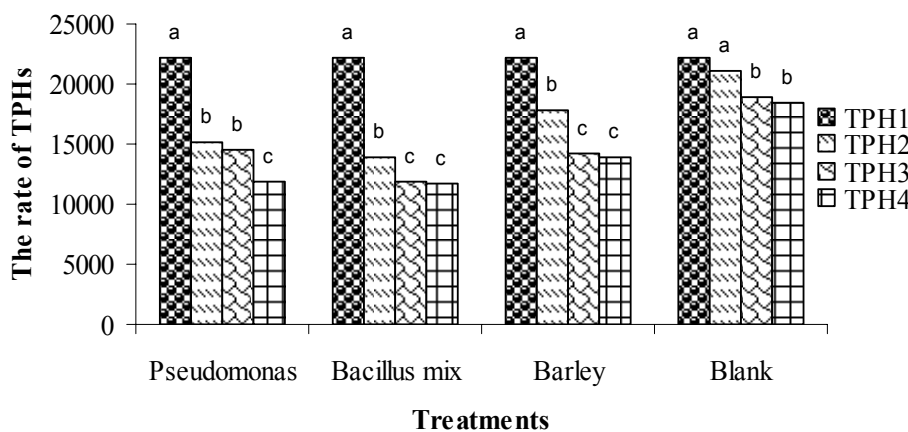 The rate of TPHs
25000
20000
15000
10000
5000
0
a
b
b
c
a
b
c
c
a
b
c
c
a
a
b
b
TPH1
TPH2
TPH3
TPH4
Pseudomonas
Bacillus mix
Barley
Blank
Treatments